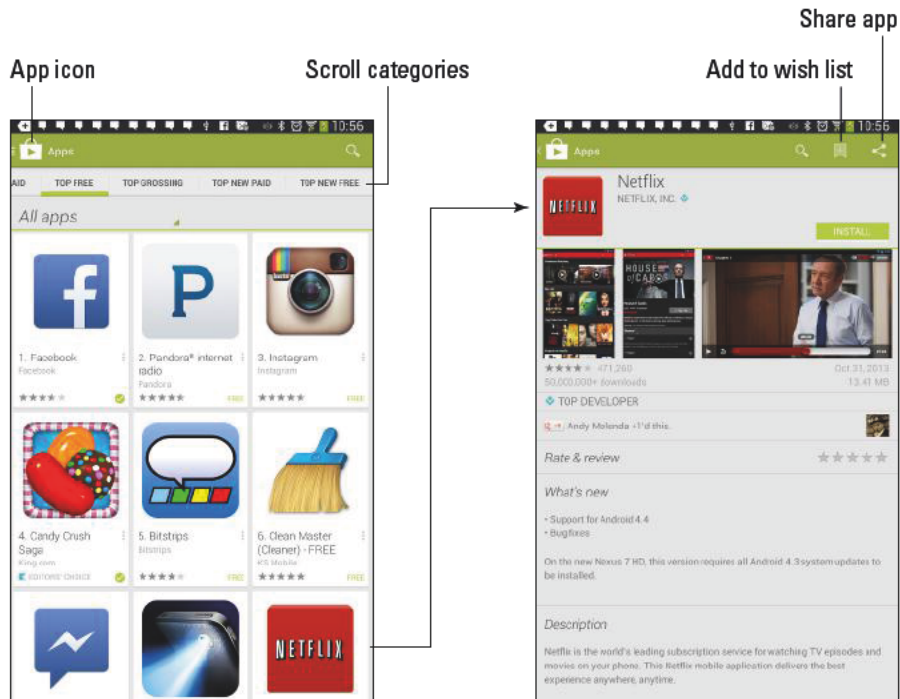 Share app
App icon
Scroll categories
Add to wish list
10:56
Apps
AID TOP FREE TOP GROSSING TOP NEW PAID TOP NEW FREE
All apps
1. Facebook
Facebook
2. Pandora® internet radio
Pandora
FREE
3. Instagram
Instagram
FREE
4. Candy Crush
Saga
King.com
EDITORS' CHOICE
5. Bitstrips
Bitstrips
FREE
6. Clean Master
(Cleaner) - FREE
KS Mobile
FREE
NETFLIX
10:56
Apps
NETFLIX
Netflix
NETFLIX, INC.
INSTALL
HOUSE
of CARDS
471,260
Oct 31, 2013
50,000,000+ downloads
13.41 MB
TOP DEVELOPER
Andy Molenda +1'd this.
Rate & review
What's new
• Support for Android 4.4
• Bugfixes
On the new Nexus 7 HD, this version requires all Android 4.3 system updates to
be installed.
Description
Netflix is the world's leading subscription service for watching TV episodes and
movies on your phone. This Netflix mobile application delivers the best
experience anywhere, anytime.